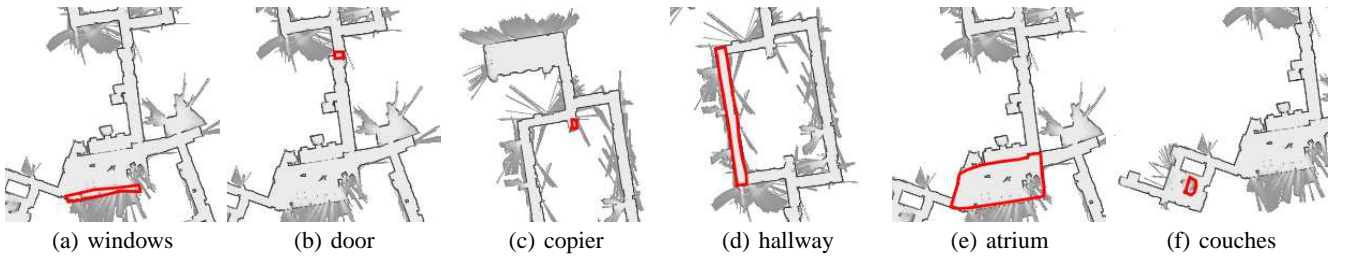 (a) windows
(b) door
(c) copier
(d) hallway
(e) atrium
(f) couches